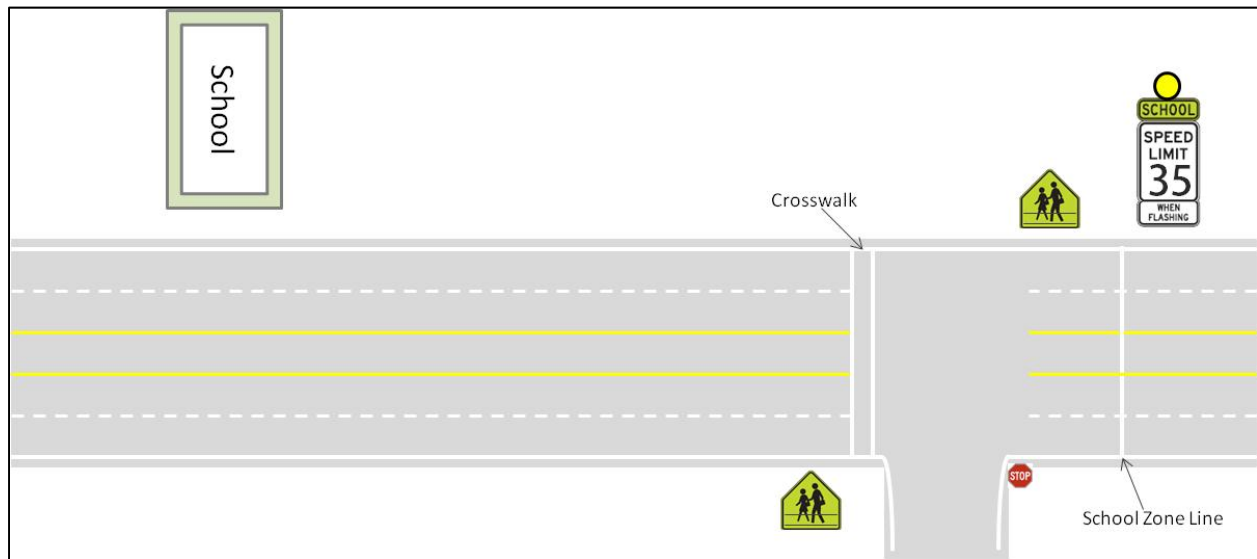 School
SCHOOL
SPEED
LIMIT
35
WHEN
FLASHING
Crosswalk
STOP
School Zone Line